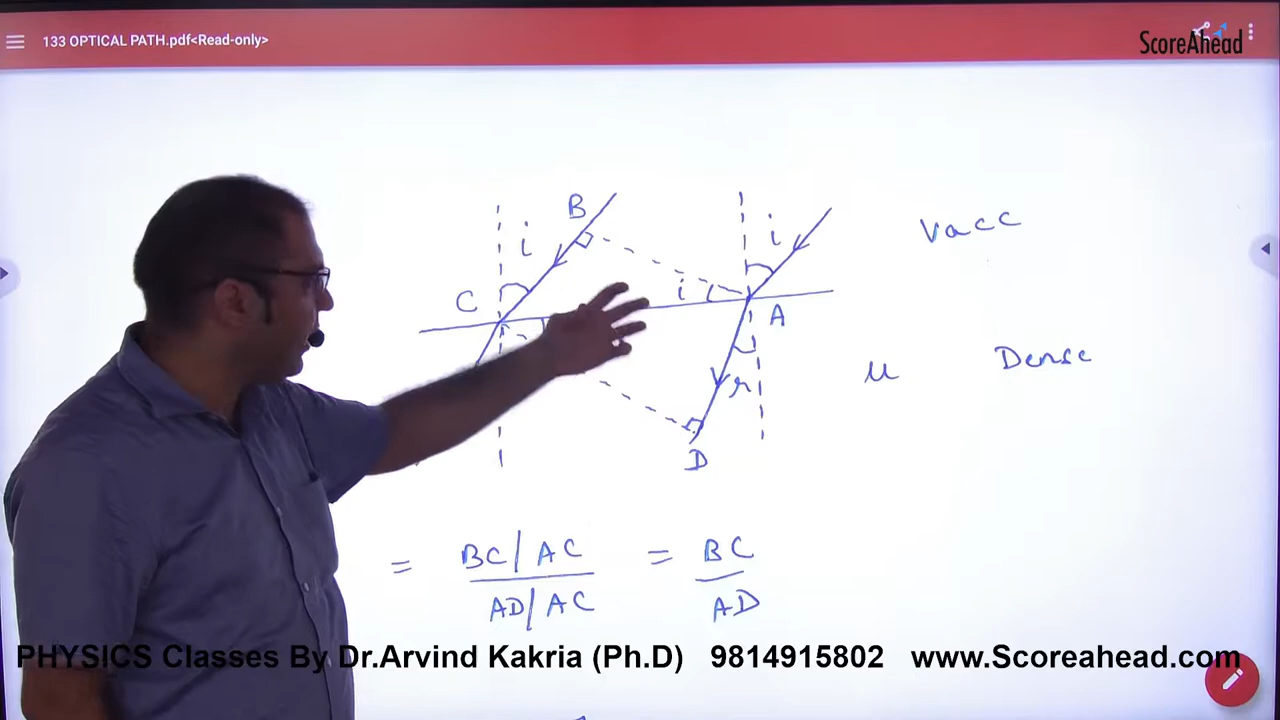 133 OPTICAL PATH.pdf<Read-only>
ScoreAhead
B
i
i
Vacc
C
i
A
r
μ
Dense
D
= BC/AC / AD/AC = BC / AD
PHYSICS Classes By Dr.Arvind Kakria (Ph.D) 9814915802 www.Scoreahead.com